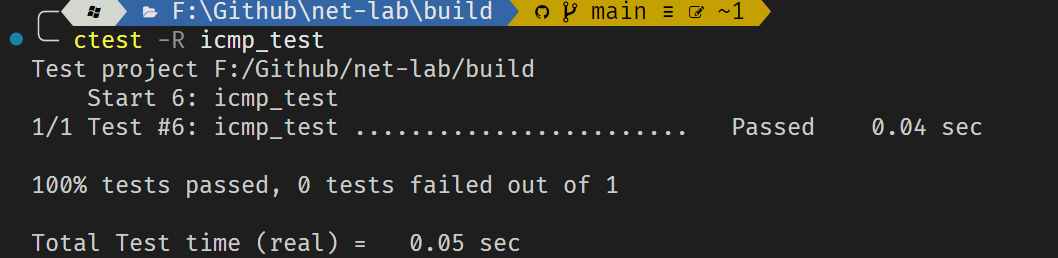 F:\Github\net-lab\build main ≡ ~1
ctest -R icmp_test
Test project F:/Github/net-lab/build
    Start 6: icmp_test
1/1 Test #6: icmp_test ........................   Passed    0.04 sec

100% tests passed, 0 tests failed out of 1

Total Test time (real) =   0.05 sec